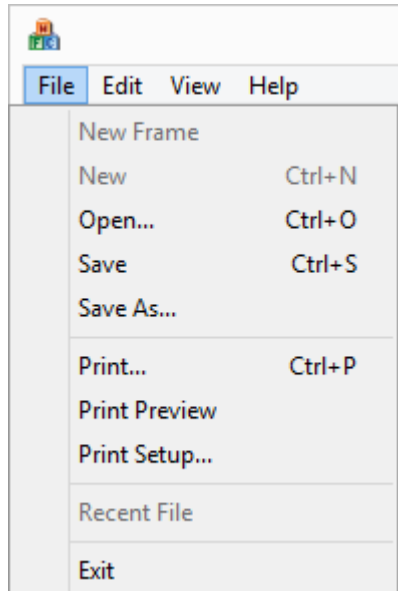 File Edit View Help
New Frame
New Ctrl+N
Open... Ctrl+O
Save Ctrl+S
Save As...
Print... Ctrl+P
Print Preview
Print Setup...
Recent File
Exit